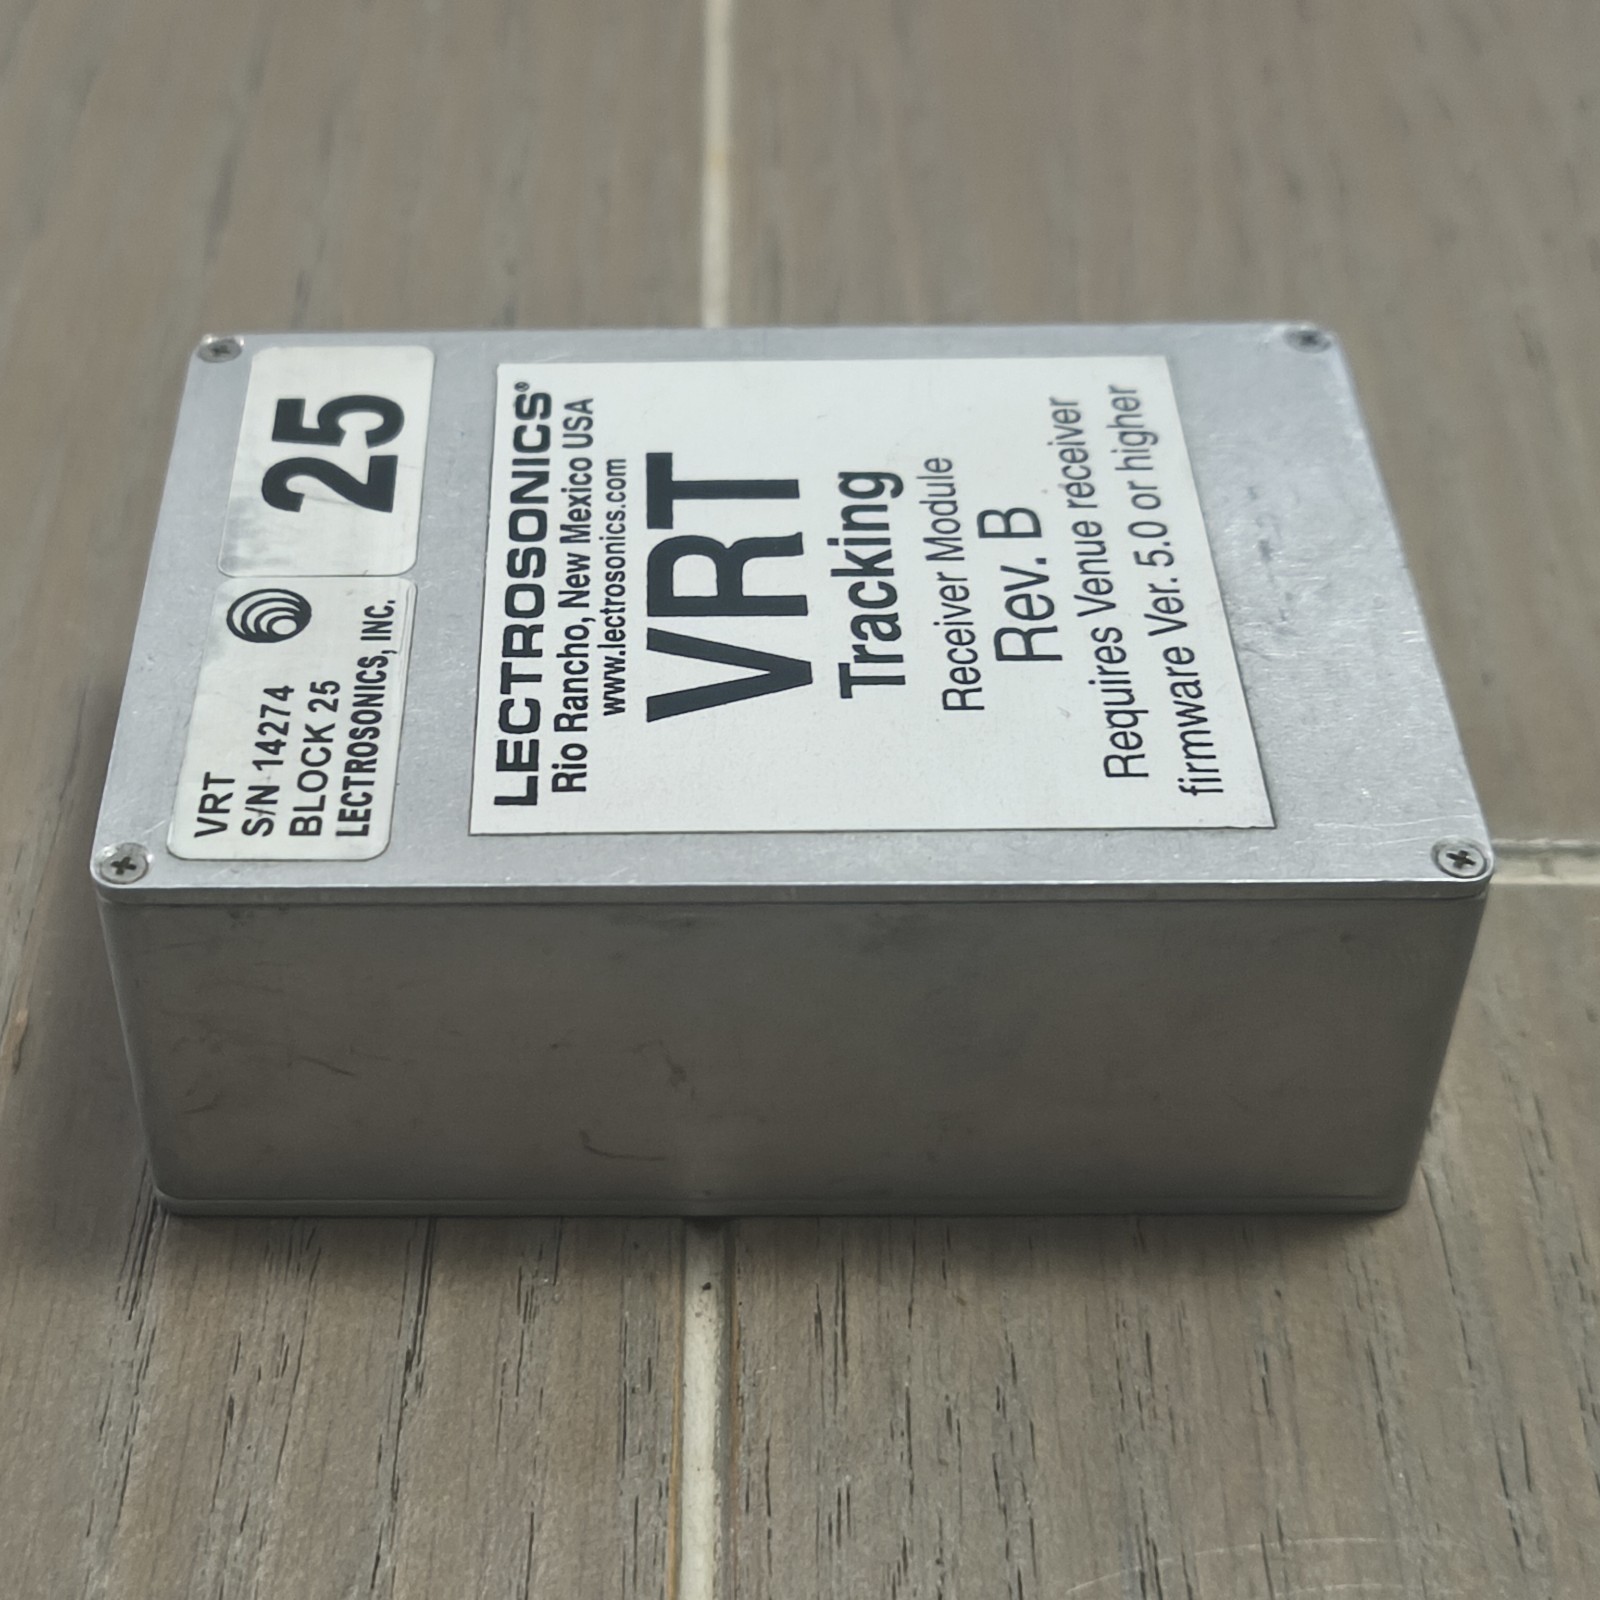 VRT
S/N 14274
BLOCK 25
LECTROSONICS, INC.
25
LECTROSONICS®
Rio Rancho, New Mexico USA
www.lectrosonics.com
VRT
Tracking
Receiver Module
Rev. B
Requires Venue receiver
firmware Ver. 5.0 or higher